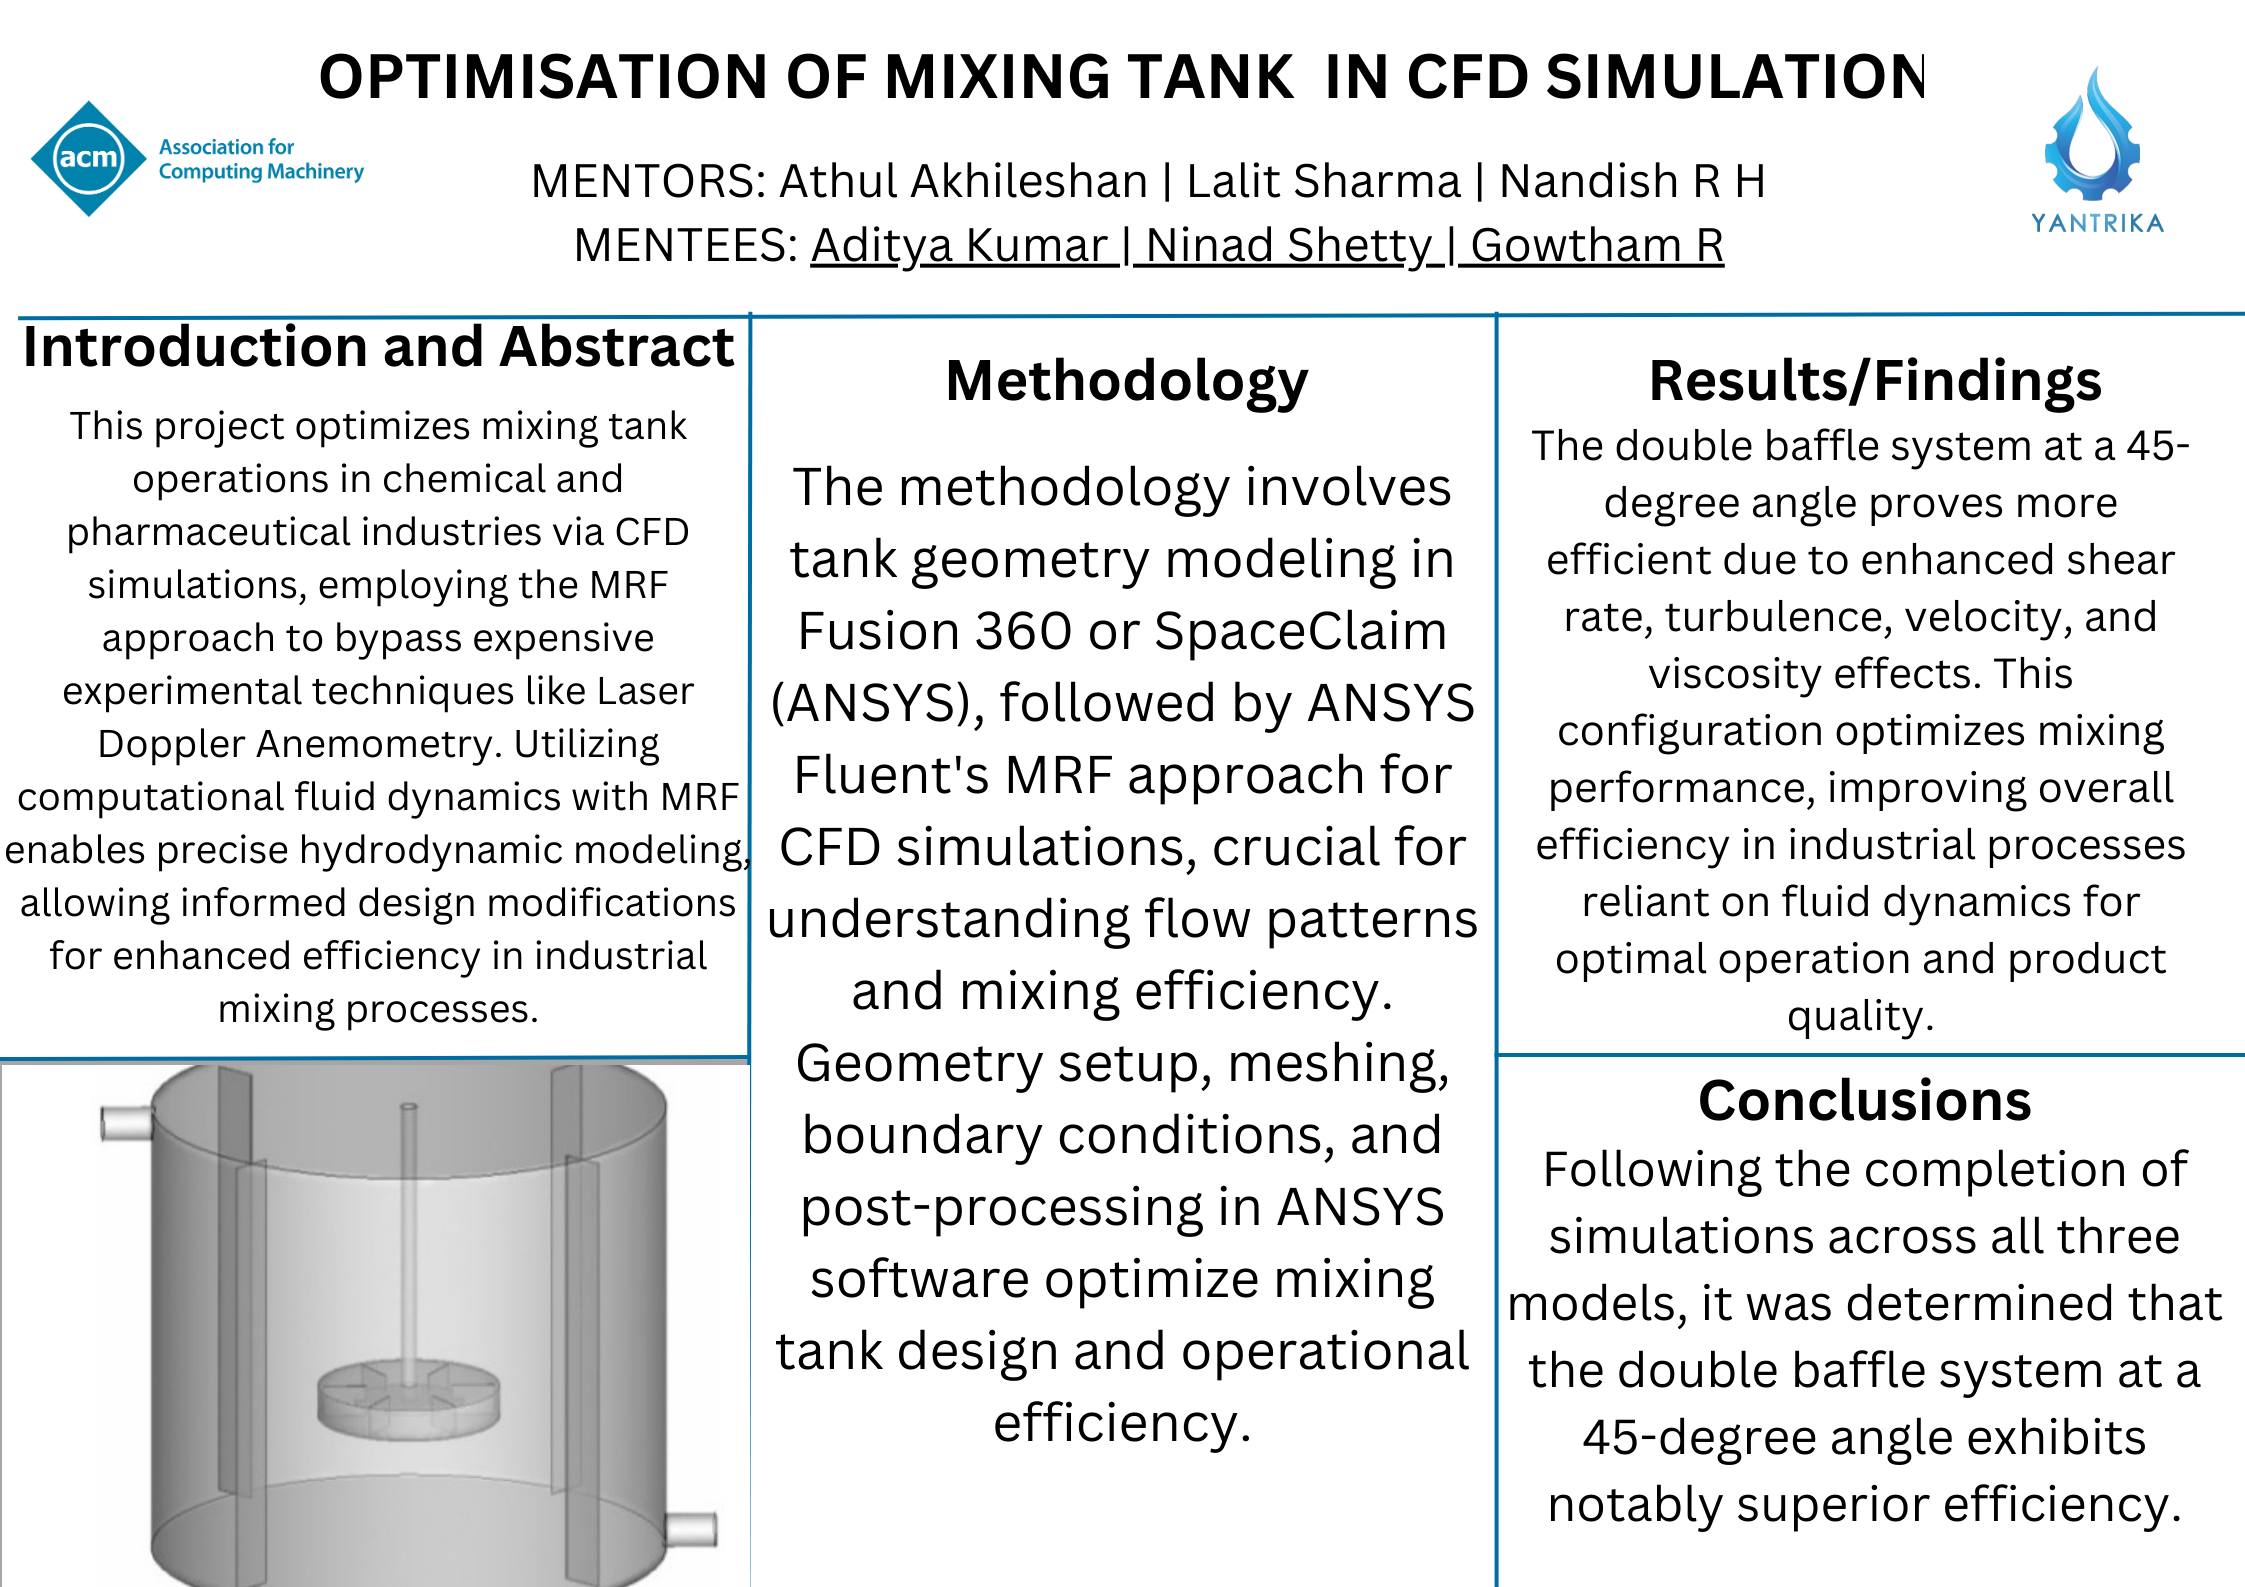 OPTIMISATION OF MIXING TANK IN CFD SIMULATION
acm
Association for
Computing Machinery
MENTORS: Athul Akhileshan | Lalit Sharma | Nandish R H
MENTEES: Aditya Kumar | Ninad Shetty | Gowtham R
YANTRIKA
Introduction and Abstract
This project optimizes mixing tank
operations in chemical and
pharmaceutical industries via CFD
simulations, employing the MRF
approach to bypass expensive
experimental techniques like Laser
Doppler Anemometry. Utilizing
computational fluid dynamics with MRF
enables precise hydrodynamic modeling,
allowing informed design modifications
for enhanced efficiency in industrial
mixing processes.
Methodology
The methodology involves
tank geometry modeling in
Fusion 360 or SpaceClaim
(ANSYS), followed by ANSYS
Fluent's MRF approach for
CFD simulations, crucial for
understanding flow patterns
and mixing efficiency.
Geometry setup, meshing,
boundary conditions, and
post-processing in ANSYS
software optimize mixing
tank design and operational
efficiency.
Results/Findings
The double baffle system at a 45-
degree angle proves more
efficient due to enhanced shear
rate, turbulence, velocity, and
viscosity effects. This
configuration optimizes mixing
performance, improving overall
efficiency in industrial processes
reliant on fluid dynamics for
optimal operation and product
quality.
Conclusions
Following the completion of
simulations across all three
models, it was determined that
the double baffle system at a
45-degree angle exhibits
notably superior efficiency.